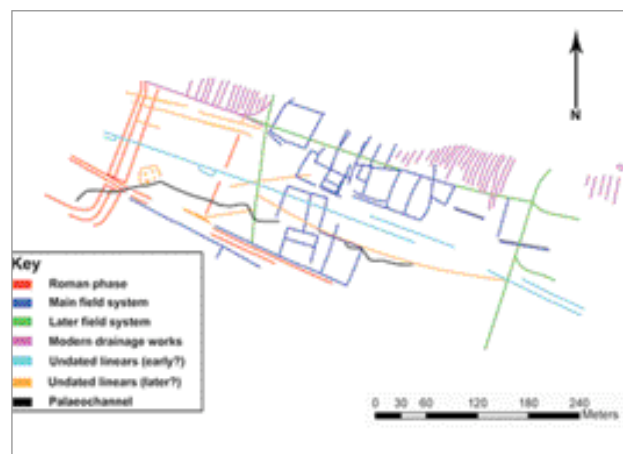 N
Key
Roman phase
Main field system
Later field system
Modern drainage works
Undated linears (early?)
Undated linears (later?)
Palaeochannel
0 30 60 120 180 240
Meters